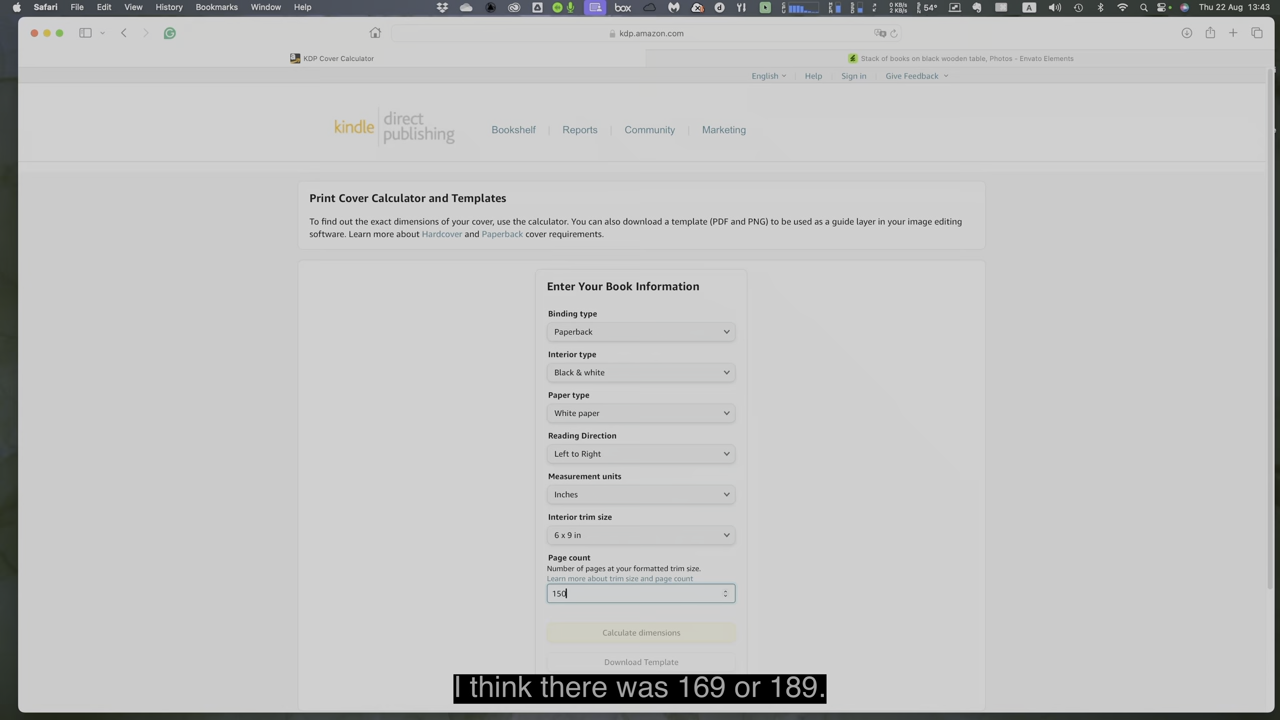 Safari File Edit View History Bookmarks Window Help
2 KB/s
Thu 22 Aug 14:43
kdp.amazon.com
KDP Cover Calculator
Stack of books on black wooden table, Photos - Envato Elements
English Help Sign in Give Feedback
kindle direct publishing
Bookshelf Reports Community Marketing
Print Cover Calculator and Templates
To find out the exact dimensions of your cover, use the calculator. You can also download a template (PDF and PNG) to be used as a guide layer in your image editing
software. Learn more about Hardcover and Paperback cover requirements.
Enter Your Book Information
Binding type
Paperback
Interior type
Black & white
Paper type
White paper
Reading Direction
Left to Right
Measurement units
Inches
Interior trim size
6 x 9 in
Page count
Number of pages at your formatted trim size.
Learn more about trim size and page count
150
Calculate dimensions
Download Template
I think there was 169 or 189.